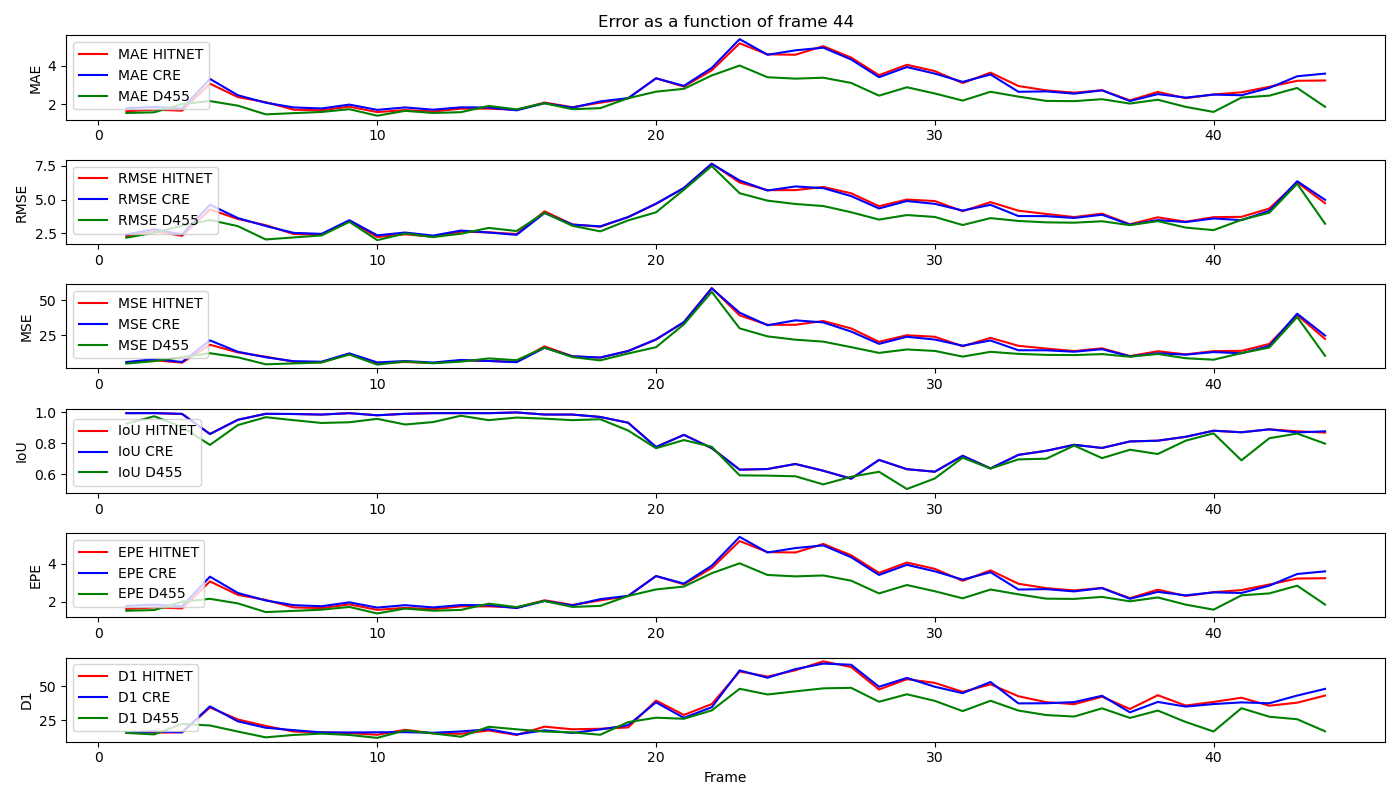 Error as a function of frame 44
MAE
4
2
MAE HITNET
MAE CRE
MAE D455
0 10 20 30 40
RMSE
7.5
5.0
2.5
RMSE HITNET
RMSE CRE
RMSE D455
0 10 20 30 40
MSE
50
25
MSE HITNET
MSE CRE
MSE D455
0 10 20 30 40
IoU
1.0
0.8
0.6
IoU HITNET
IoU CRE
IoU D455
0 10 20 30 40
EPE
4
2
EPE HITNET
EPE CRE
EPE D455
0 10 20 30 40
D1
50
25
D1 HITNET
D1 CRE
D1 D455
0 10 20 30 40
Frame